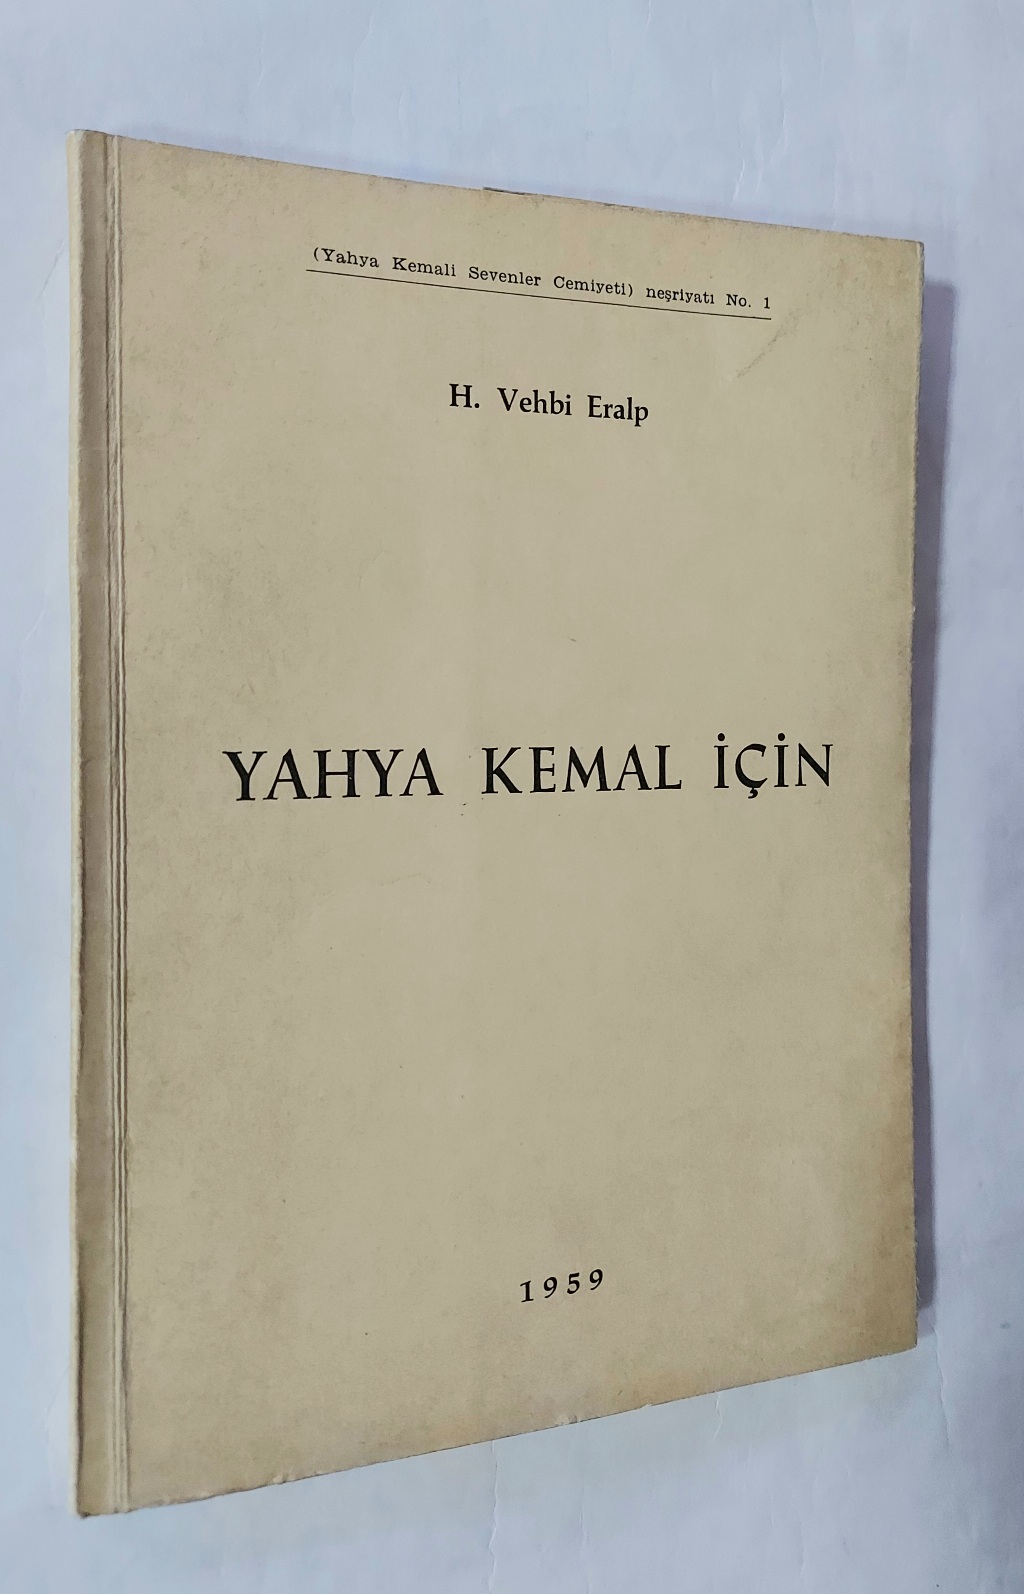 (Yahya Kemali Sevenler Cemiyeti) neşriyatı No. 1
H. Vehbi Eralp
YAHYA KEMAL İÇİN
1959